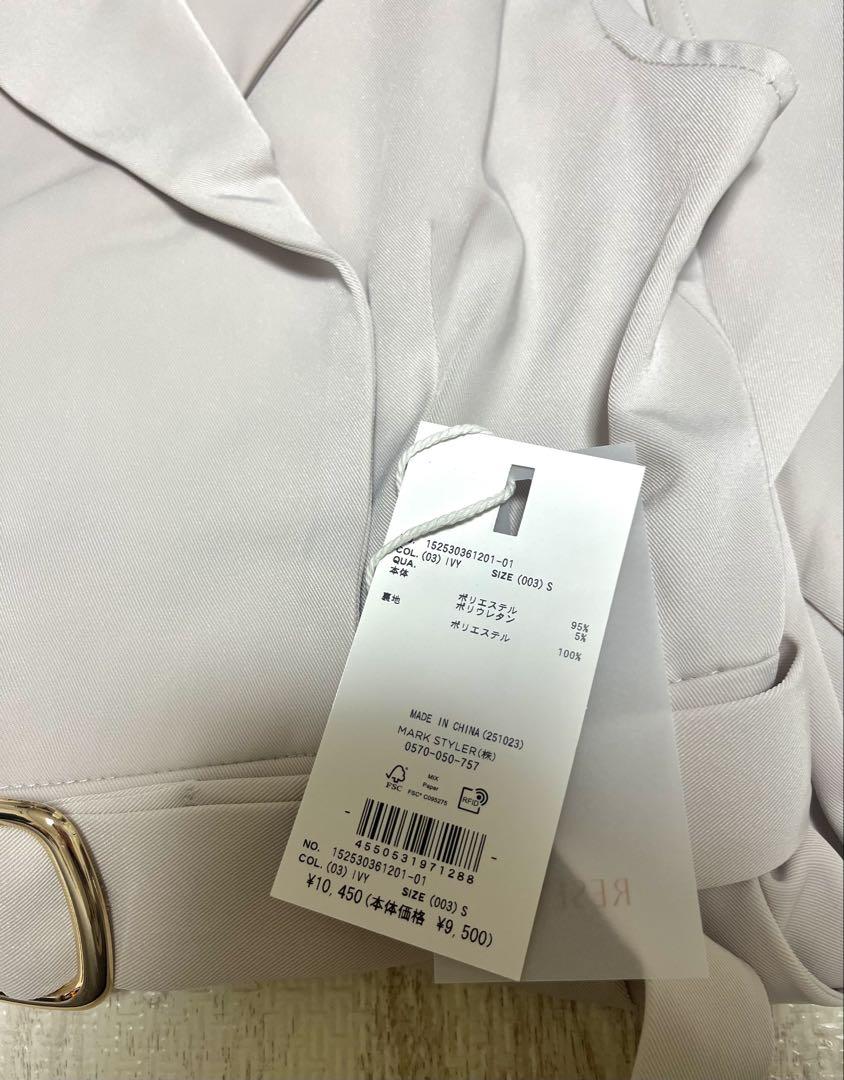 152530361201-01
COL. (03) IVY SIZE (003) S
QUA.
本体
ポリエステル 95%
ポリウレタン 5%
裏地
ポリエステル 100%
MADE IN CHINA (251023)
MARK STYLER(株)
0570-050-757
FSC
MIX
Paper
FSC® C095275
RFID
4550531971288
NO. 152530361201-01
COL. (03) IVY SIZE (003) S
¥10,450(本体価格 ¥9,500)